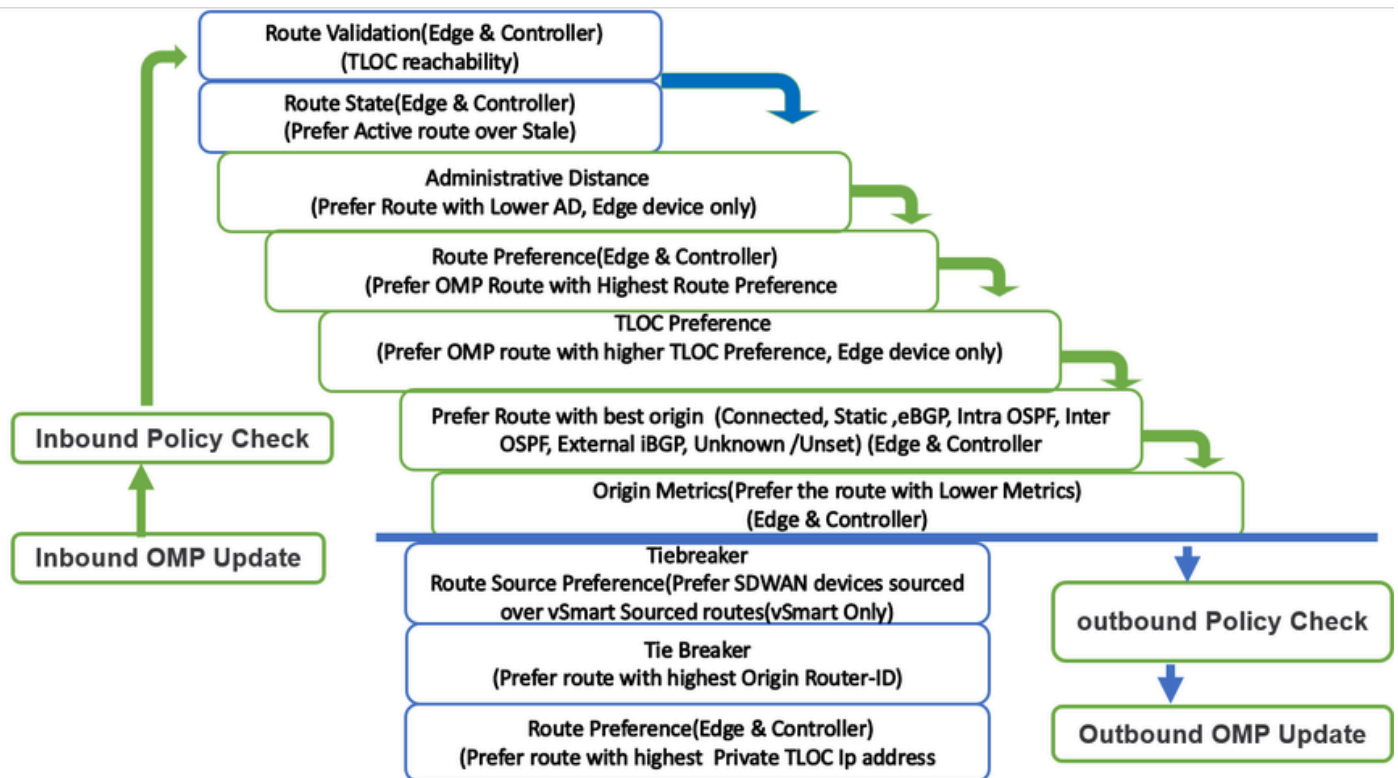 Route Validation(Edge & Controller)
(TLOC reachability)
Route State(Edge & Controller)
(Prefer Active route over Stale)
Administrative Distance
(Prefer Route with Lower AD, Edge device only)
Route Preference(Edge & Controller)
(Prefer OMP Route with Highest Route Preference
TLOC Preference
(Prefer OMP route with higher TLOC Preference, Edge device only)
Prefer Route with best origin (Connected, Static ,eBGP, Intra OSPF, Inter
OSPF, External iBGP, Unknown /Unset) (Edge & Controller
Origin Metrics(Prefer the route with Lower Metrics)
(Edge & Controller)
Inbound Policy Check
Inbound OMP Update
Tiebreaker
Route Source Preference(Prefer SDWAN devices sourced
over vSmart Sourced routes(vSmart Only)
Tie Breaker
(Prefer route with highest Origin Router-ID)
Route Preference(Edge & Controller)
(Prefer route with highest Private TLOC Ip address
outbound Policy Check
Outbound OMP Update